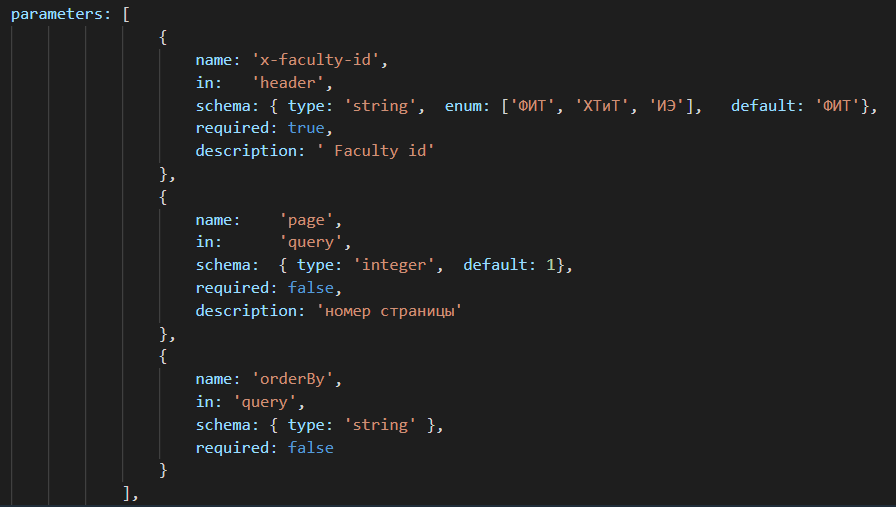 parameters: [
{
name: 'x-faculty-id',
in: 'header',
schema: { type: 'string', enum: ['ФИТ', 'ХТиТ', 'ИЭ'], default: 'ФИТ'},
required: true,
description: ' Faculty id'
},
{
name: 'page',
in: 'query',
schema: { type: 'integer', default: 1},
required: false,
description: 'номер страницы'
},
{
name: 'orderBy',
in: 'query',
schema: { type: 'string' },
required: false
}
],